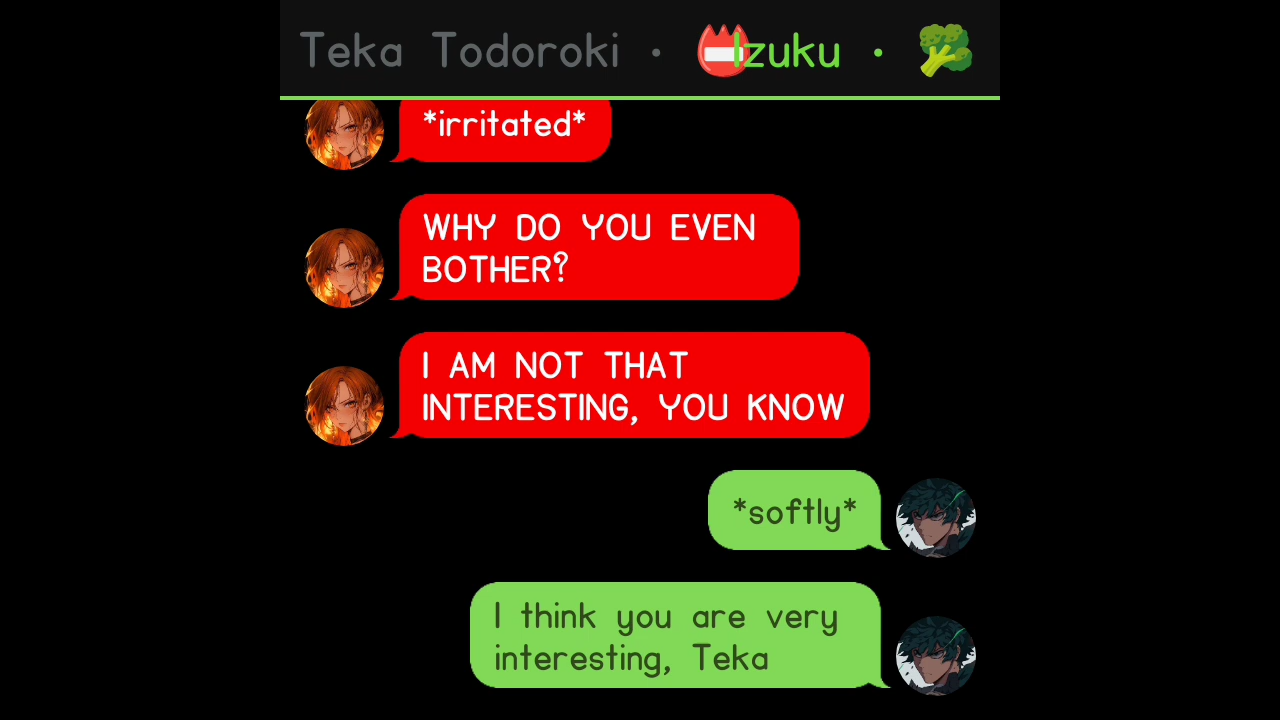 Teka Todoroki • 📛Izuku • 🥦
*irritated*
WHY DO YOU EVEN
BOTHER?
I AM NOT THAT
INTERESTING, YOU KNOW
*softly*
I think you are very
interesting, Teka